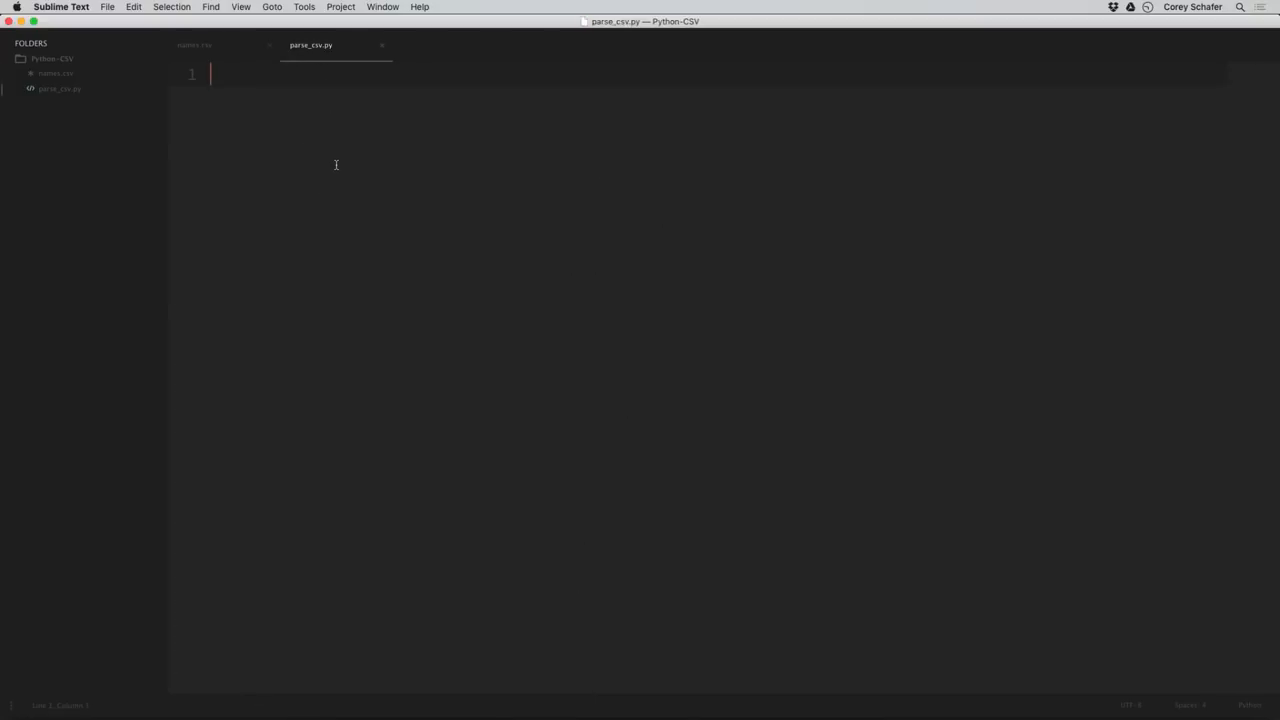 Sublime Text File Edit Selection Find View Goto Tools Project Window Help Corey Schafer
parse_csv.py — Python-CSV
FOLDERS
Python-CSV
names.csv
parse_csv.py
names.csv parse_csv.py
1
Line 1, Column 1 UTF-8 Spaces: 4 Python